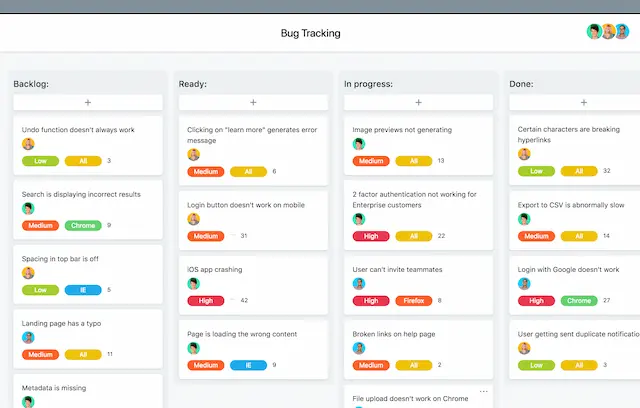 Bug Tracking
Backlog:
+
Undo function doesn't always work
Low All 3
Search is displaying incorrect results
Medium Chrome 9
Spacing in top bar is off
Low IE 5
Landing page has a typo
Medium All 11
Metadata is missing
Ready:
+
Clicking on "learn more" generates error
message
Medium All 6
Login button doesn't work on mobile
Medium -- 31
iOS app crashing
High -- 42
Page is loading the wrong content
Medium IE 9
In progress:
+
Image previews not generating
Medium All 13
2 factor authentication not working for
Enterprise customers
High All 22
User can't invite teammates
High Firefox 8
Broken links on help page
Medium All 2
...
File upload doesn't work on Chrome
Done:
+
Certain characters are breaking
hyperlinks
Low All 32
Export to CSV is abnormally slow
Medium All 14
Login with Google doesn't work
High Chrome 27
User getting sent duplicate notificatio
Low All 3